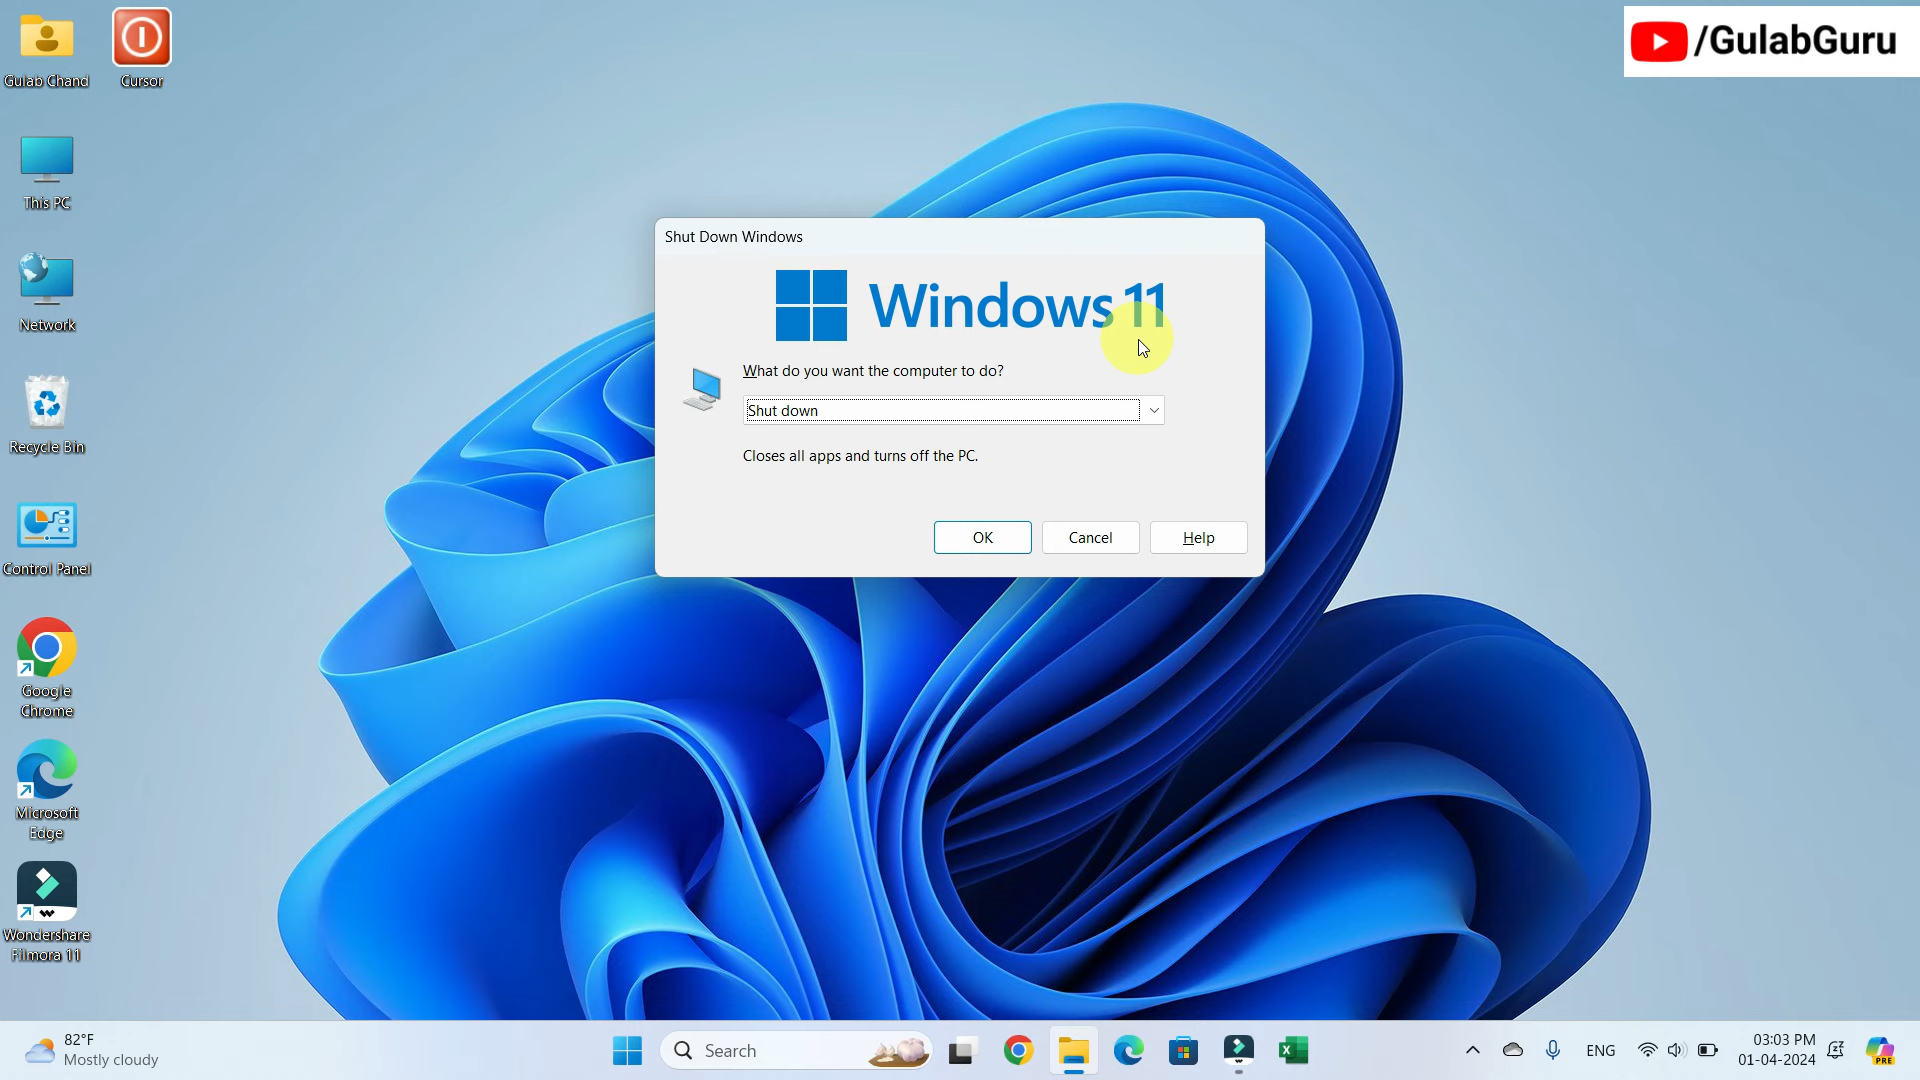 /GulabGuru
Gulab Chand
Cursor
This PC
Network
Recycle Bin
Control Panel
Google
Chrome
Microsoft
Edge
Wondershare
Filmora 11
Shut Down Windows
Windows 11
What do you want the computer to do?
Shut down
Closes all apps and turns off the PC.
OK
Cancel
Help
82°F
Mostly cloudy
Search
ENG
03:03 PM
01-04-2024
PRE